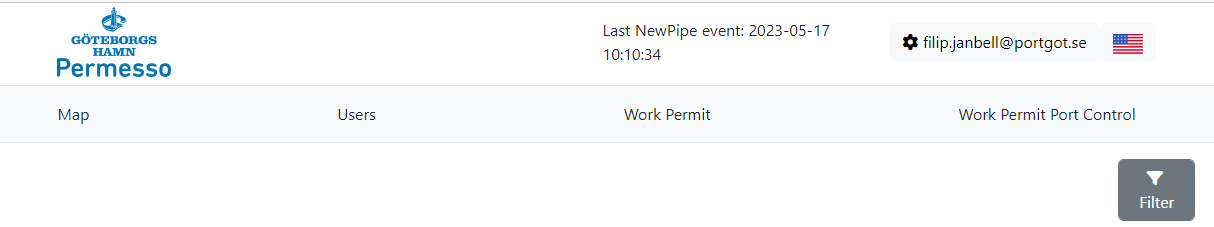 GÖTEBORGS
HAMN
Permesso
Last NewPipe event: 2023-05-17
10:10:34
filip.janbell@portgot.se
Map
Users
Work Permit
Work Permit Port Control
Filter